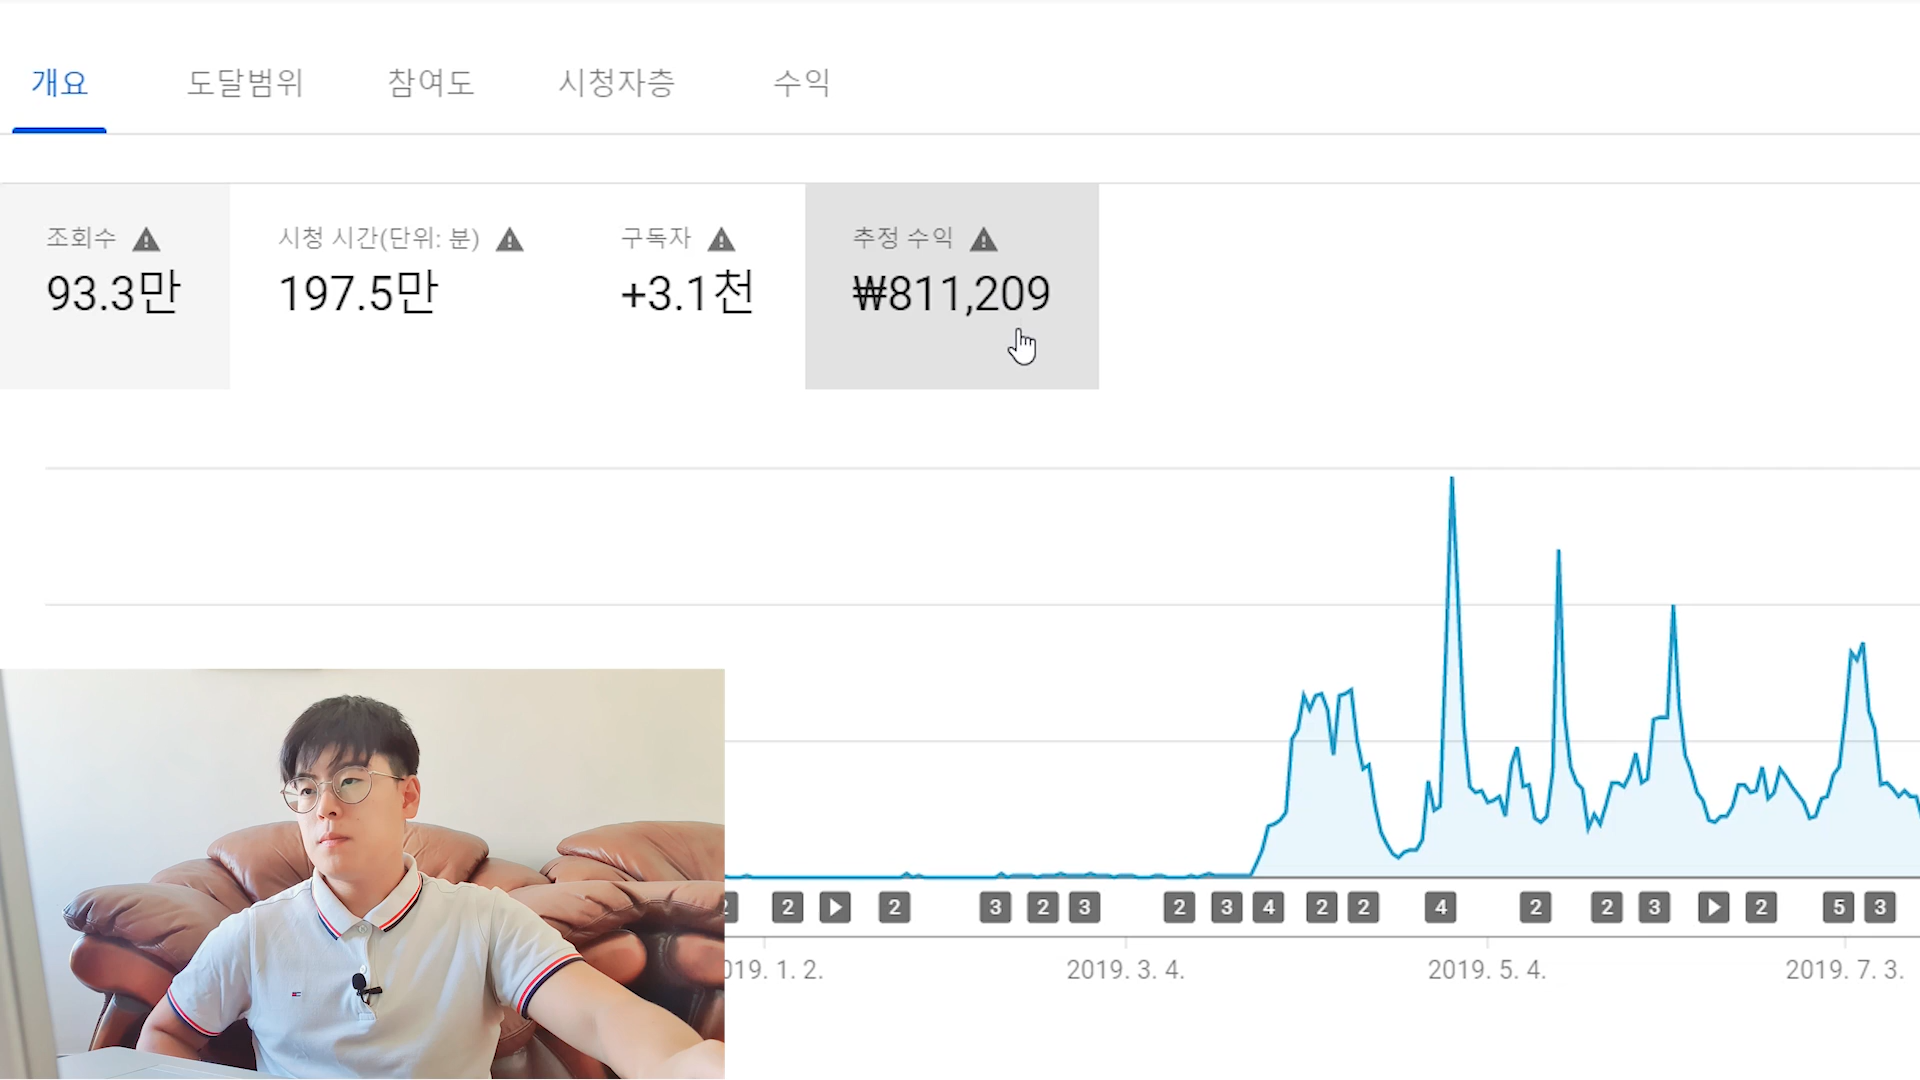 개요 도달범위 참여도 시청자층 수익
조회수 시청 시간(단위: 분) 구독자 추정 수익
93.3만 197.5만 +3.1천 ₩811,209
2 2 2 3 2 3 2 3 4 2 2 4 2 2 3 2 5 3
019. 1. 2. 2019. 3. 4. 2019. 5. 4. 2019. 7. 3.